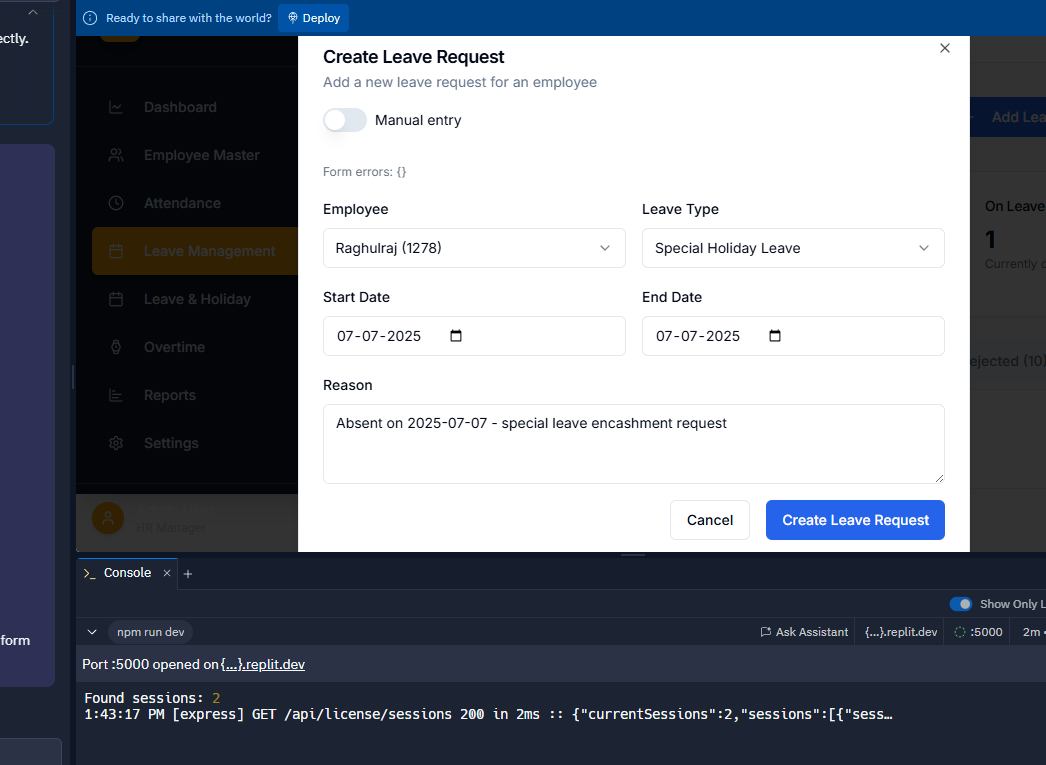 Ready to share with the world? Deploy
ectly.
Create Leave Request
Add a new leave request for an employee
Manual entry
Form errors: {}
Employee
Leave Type
Raghulraj (1278)
Special Holiday Leave
Start Date
End Date
07-07-2025
07-07-2025
Reason
Absent on 2025-07-07 - special leave encashment request
Cancel
Create Leave Request
Dashboard
Employee Master
Attendance
Leave Management
Leave & Holiday
Overtime
Reports
Settings
HR Manager
Add Lea
On Leave
1
Currently
ejected (10)
form
Console
Show Only L
npm run dev
Ask Assistant
{...}.replit.dev
:5000
2m
Port :5000 opened on {...}.replit.dev
Found sessions: 2
1:43:17 PM [express] GET /api/license/sessions 200 in 2ms :: {"currentSessions":2,"sessions":[{"sess…